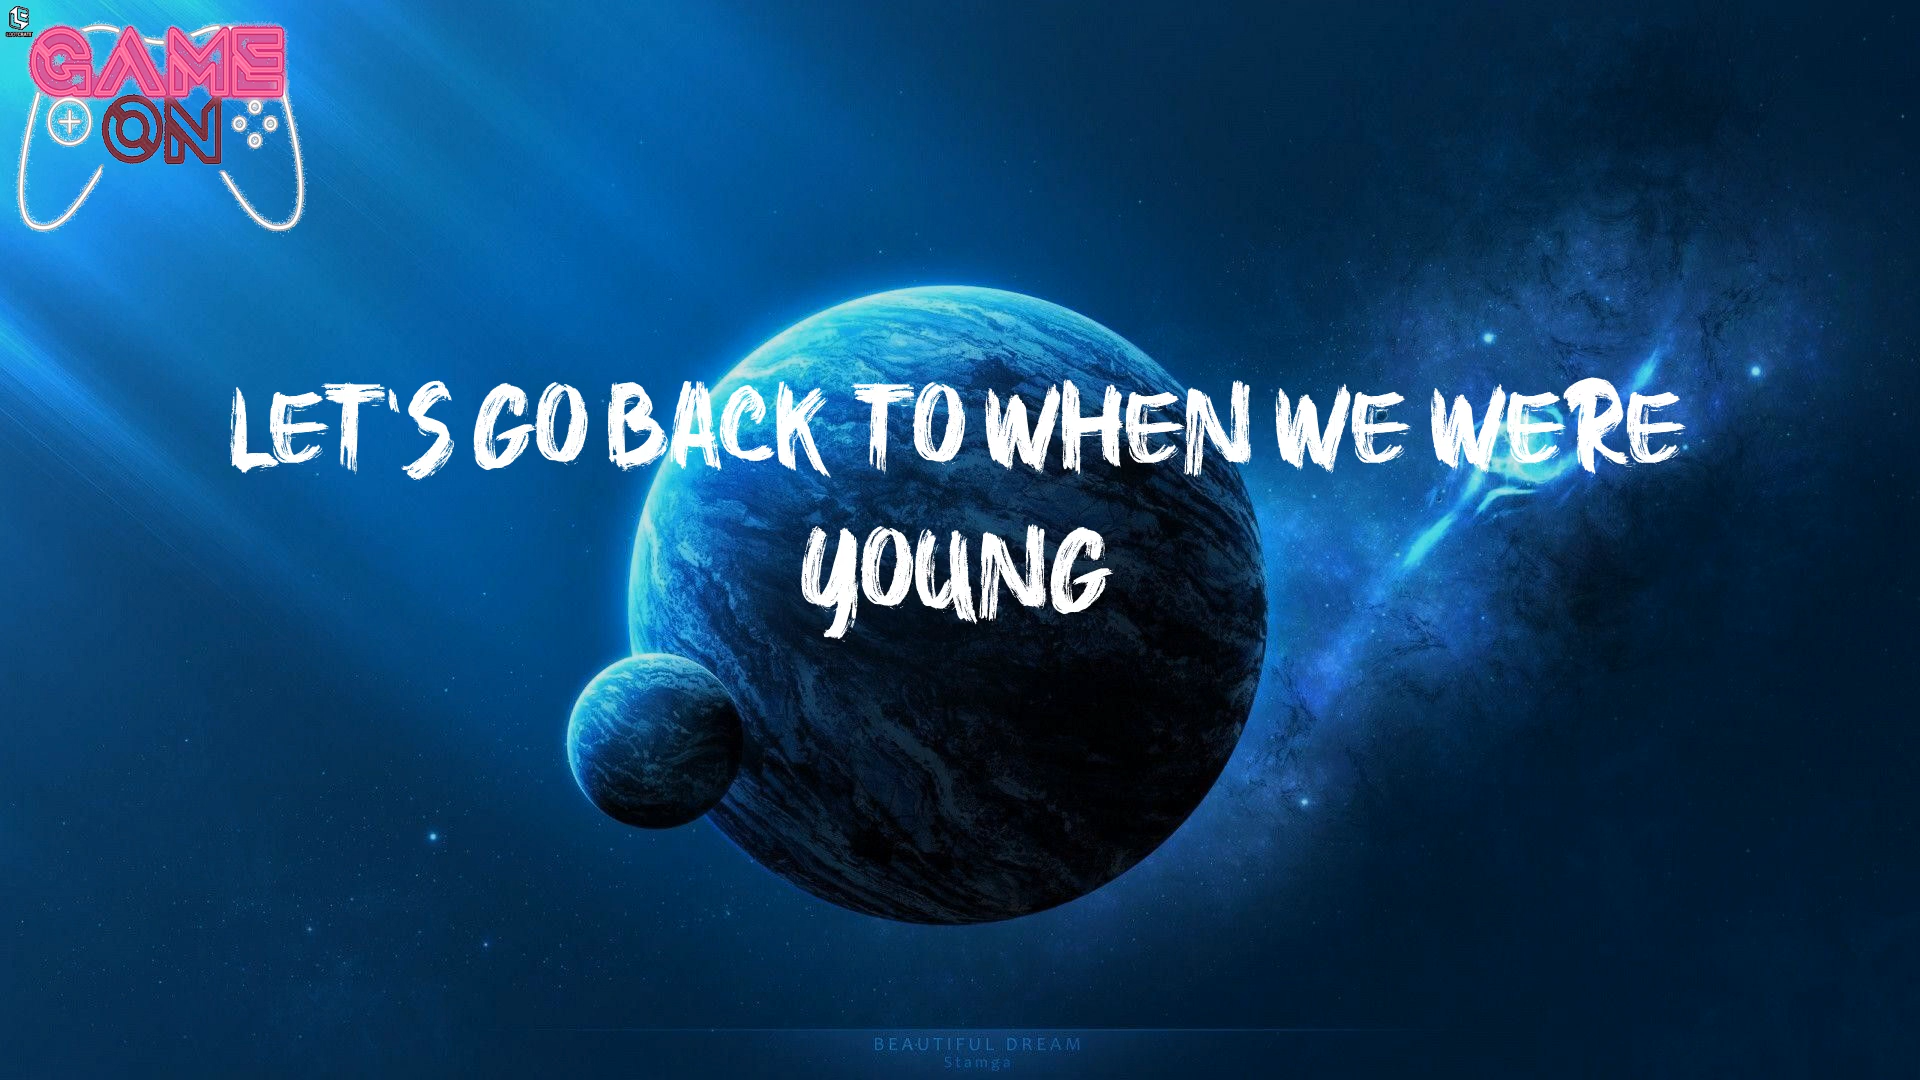 GAME
ON
LET'S GO BACK TO WHEN WE WERE
YOUNG
BEAUTIFUL DREAM
Stamga